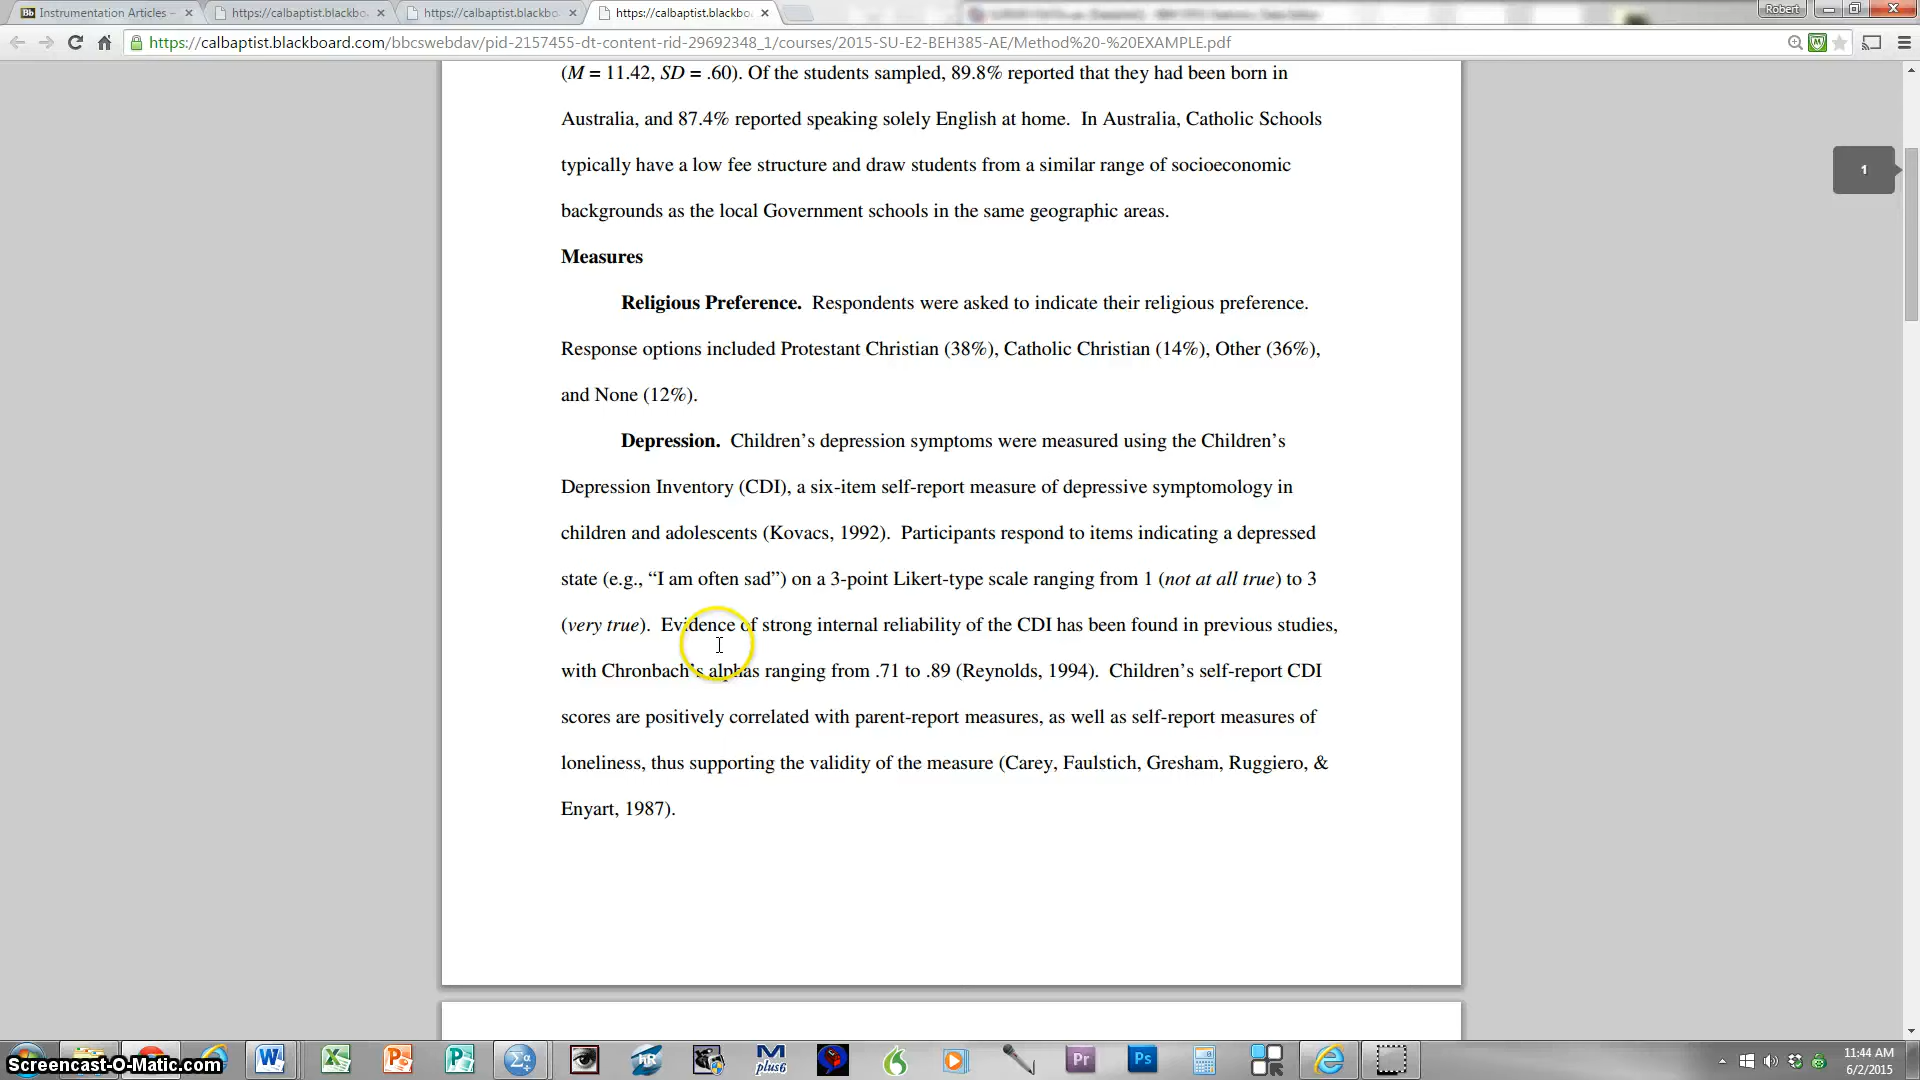 Instrumentation Articles –
https://calbaptist.blackbo
https://calbaptist.blackbo
https://calbaptist.blackbo
Robert
https://calbaptist.blackboard.com/bbcswebdav/pid-2157455-dt-content-rid-29692348_1/courses/2015-SU-E2-BEH385-AE/Method%20-%20EXAMPLE.pdf
(M = 11.42, SD = .60). Of the students sampled, 89.8% reported that they had been born in
Australia, and 87.4% reported speaking solely English at home. In Australia, Catholic Schools
typically have a low fee structure and draw students from a similar range of socioeconomic
backgrounds as the local Government schools in the same geographic areas.
1
Measures
Religious Preference. Respondents were asked to indicate their religious preference.
Response options included Protestant Christian (38%), Catholic Christian (14%), Other (36%),
and None (12%).
Depression. Children’s depression symptoms were measured using the Children’s
Depression Inventory (CDI), a six-item self-report measure of depressive symptomology in
children and adolescents (Kovacs, 1992). Participants respond to items indicating a depressed
state (e.g., “I am often sad”) on a 3-point Likert-type scale ranging from 1 (not at all true) to 3
(very true). Evidence of strong internal reliability of the CDI has been found in previous studies,
with Chronbach’s alphas ranging from .71 to .89 (Reynolds, 1994). Children’s self-report CDI
scores are positively correlated with parent-report measures, as well as self-report measures of
loneliness, thus supporting the validity of the measure (Carey, Faulstich, Gresham, Ruggiero, &
Enyart, 1987).
Screencast-O-Matic.com
11:44 AM
6/2/2015